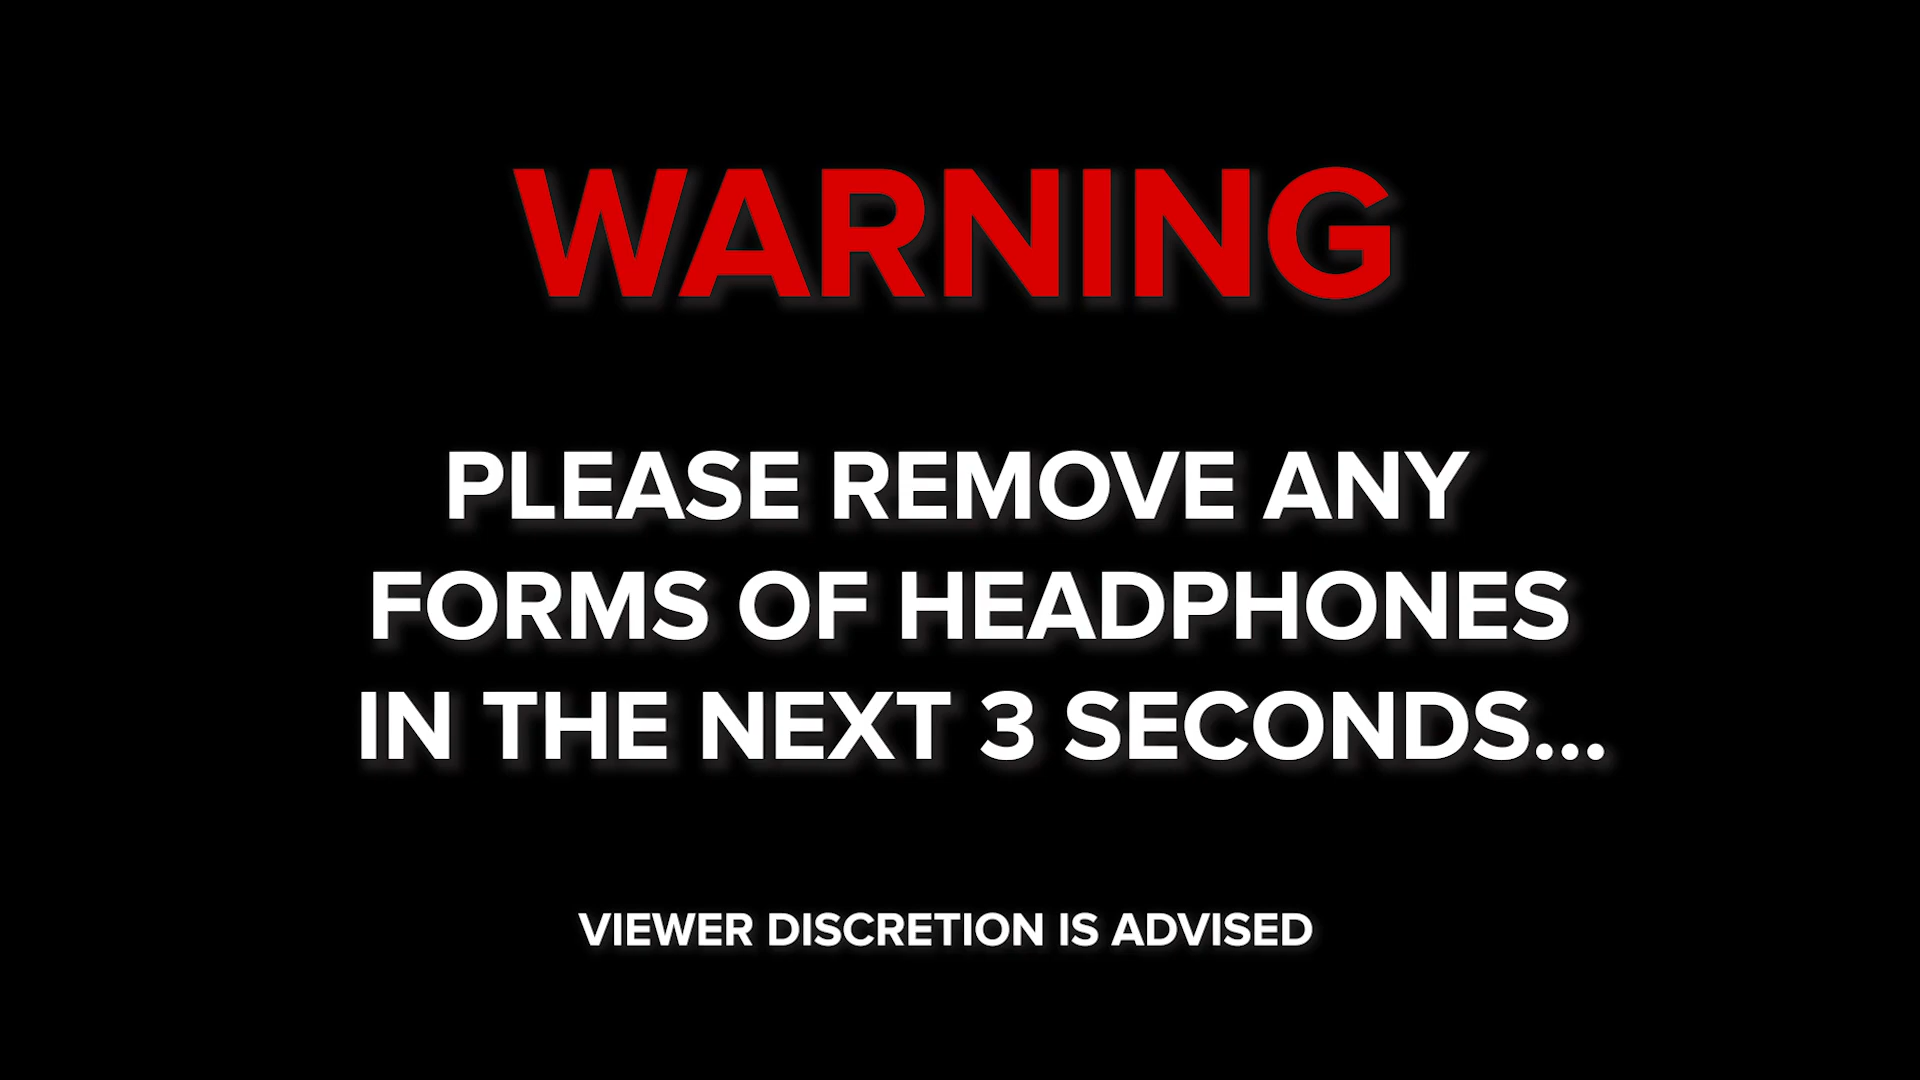 WARNING
PLEASE REMOVE ANY
FORMS OF HEADPHONES
IN THE NEXT 3 SECONDS...
VIEWER DISCRETION IS ADVISED